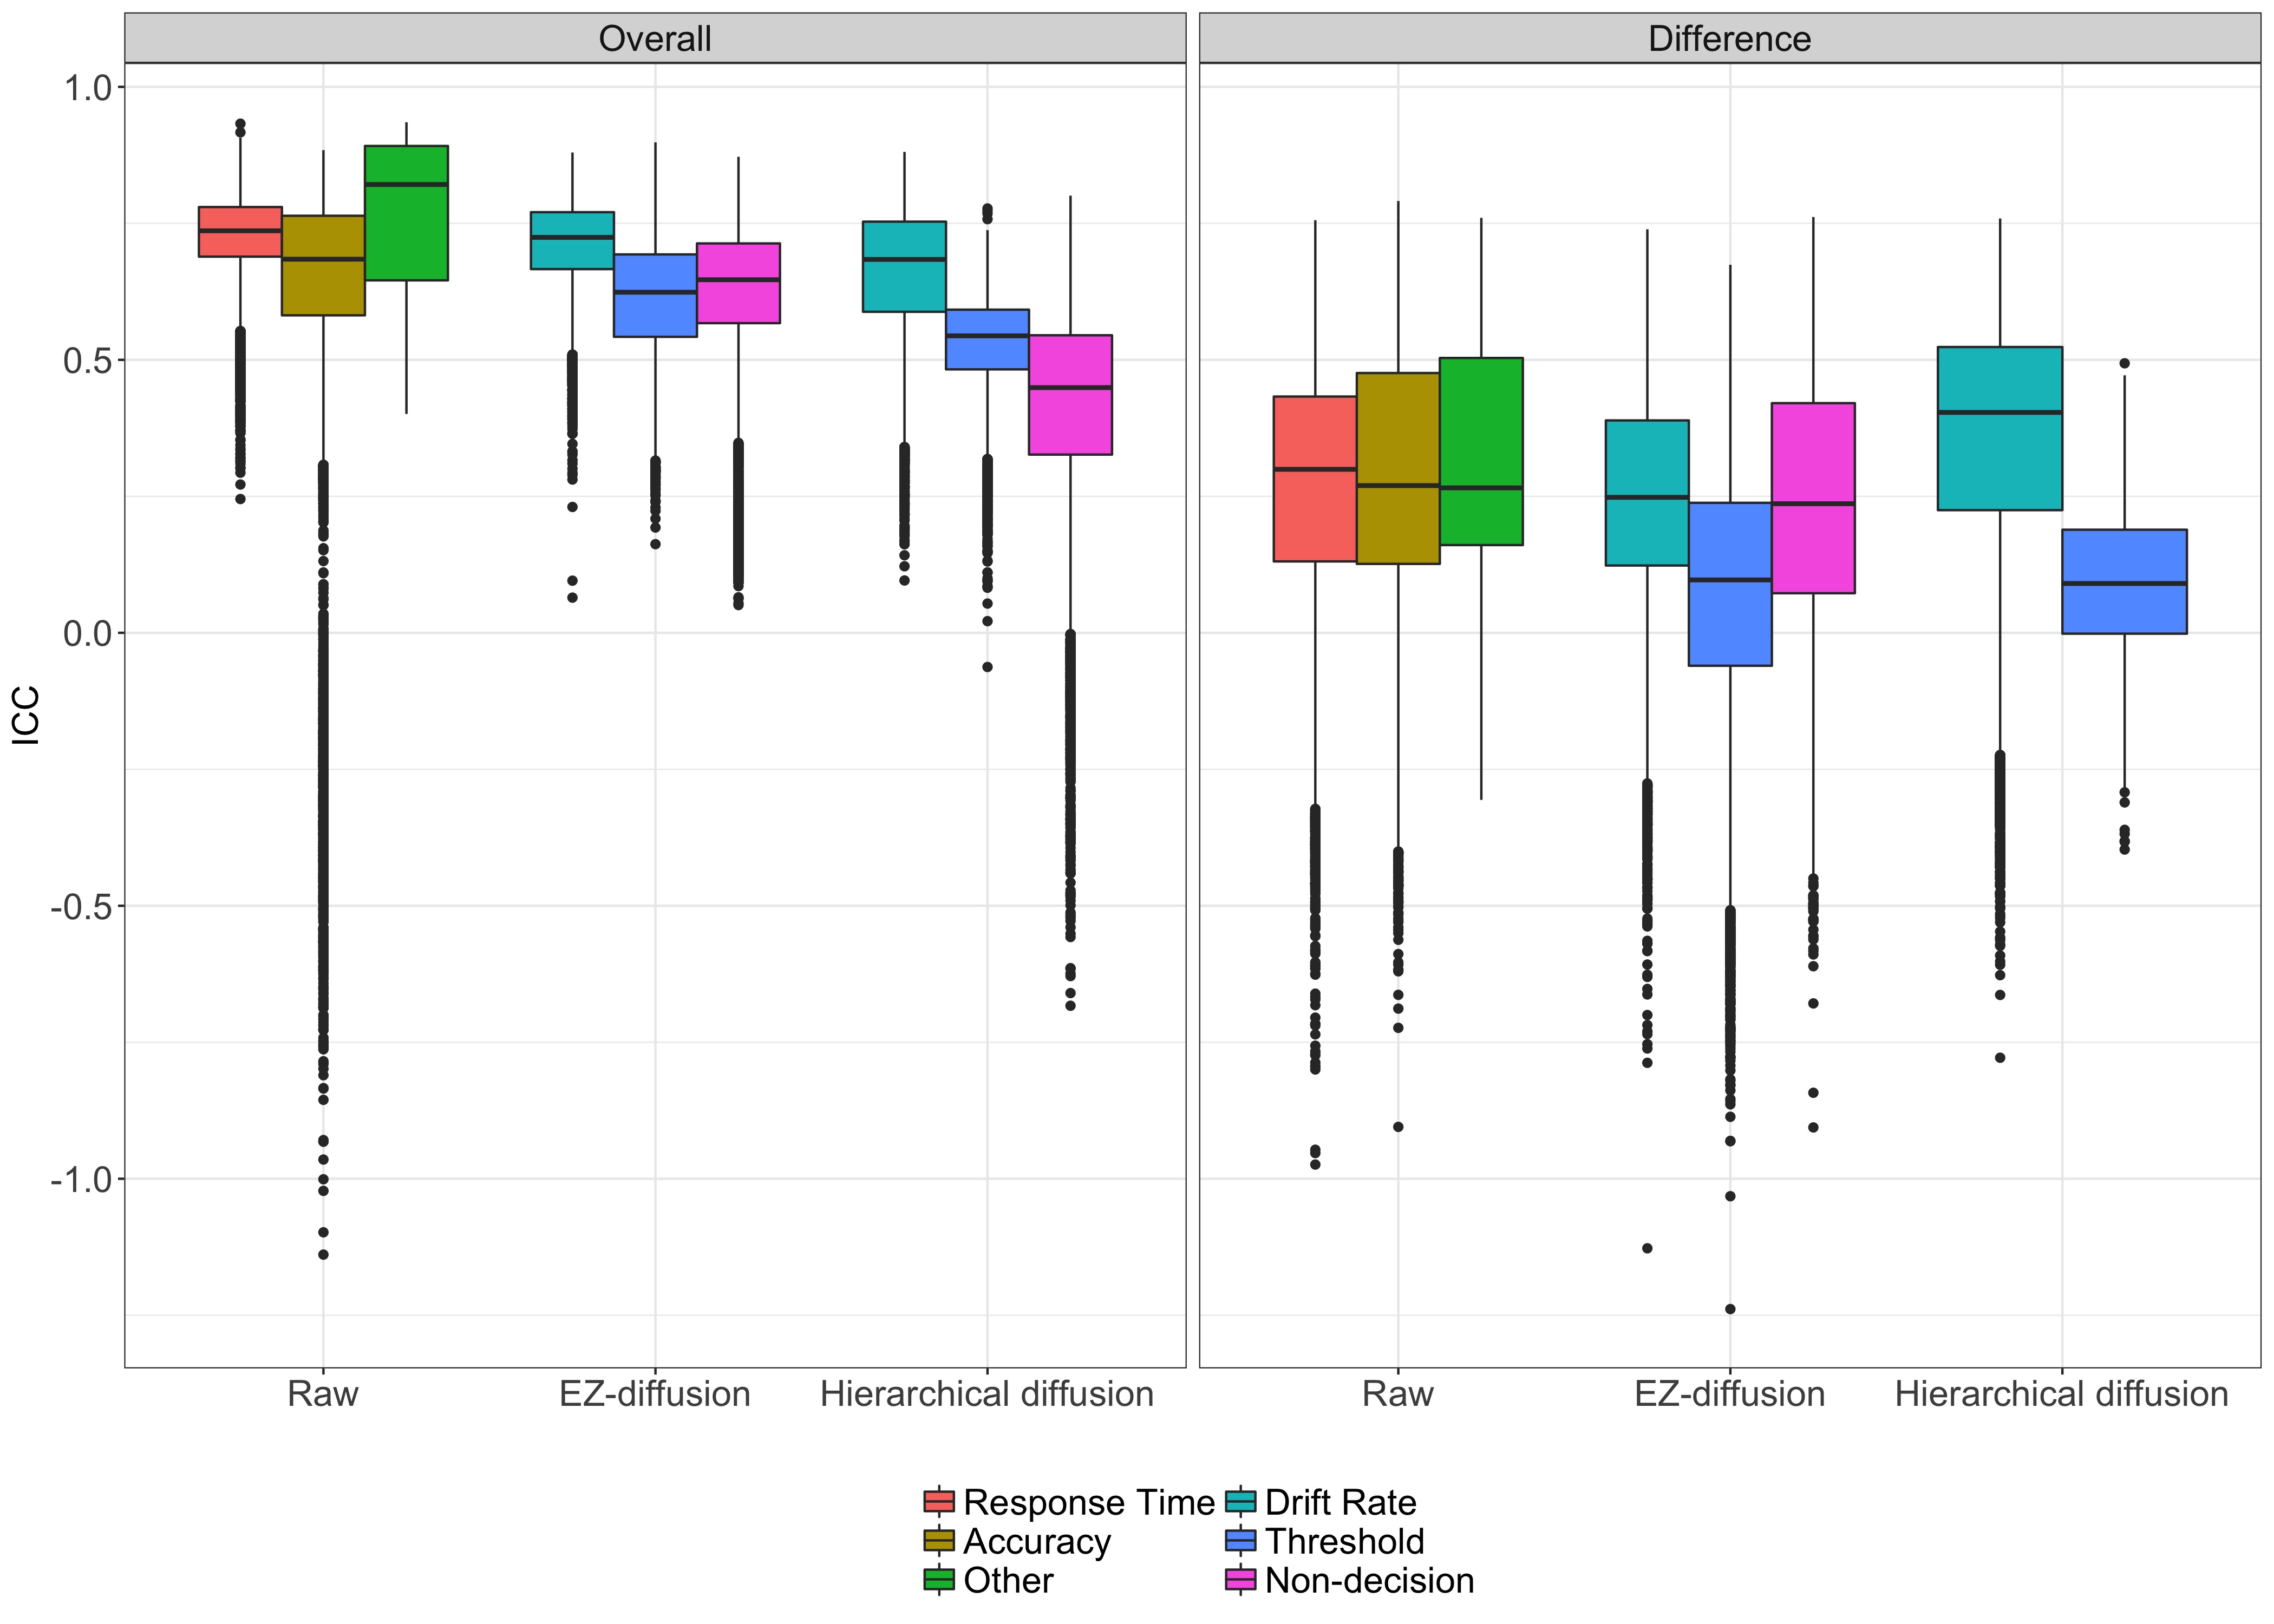 Overall
Difference
1.0
0.5
0.0
-0.5
-1.0
ICC
Raw
EZ-diffusion
Hierarchical diffusion
Raw
EZ-diffusion
Hierarchical diffusion
Response Time
Accuracy
Other
Drift Rate
Threshold
Non-decision